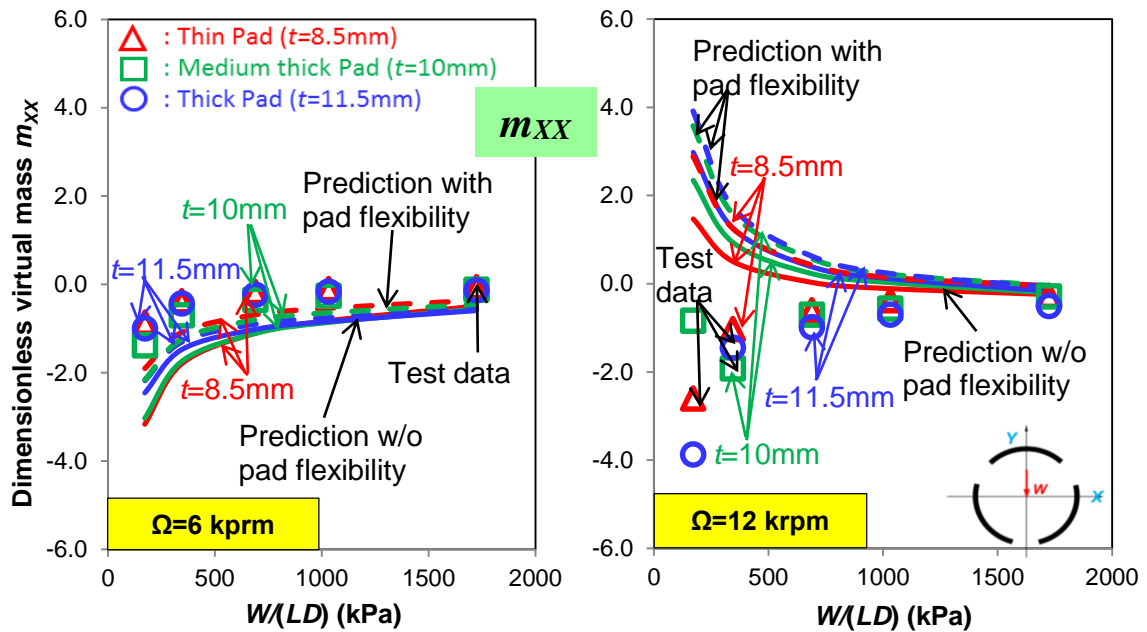 Dimensionless virtual mass mXX
6.0
4.0
2.0
0.0
-2.0
-4.0
-6.0
: Thin Pad (t=8.5mm)
: Medium thick Pad (t=10mm)
: Thick Pad (t=11.5mm)
mXX
Prediction with
pad flexibility
t=10mm
t=11.5mm
t=8.5mm
Test data
Prediction w/o
pad flexibility
Ω=6 kprm
0
500
1000
1500
2000
W/(LD) (kPa)
6.0
4.0
2.0
0.0
-2.0
-4.0
-6.0
Prediction with
pad flexibility
t=8.5mm
Test
data
Prediction w/o
pad flexibility
t=11.5mm
t=10mm
Y
W
X
Ω=12 krpm
0
500
1000
1500
2000
W/(LD) (kPa)